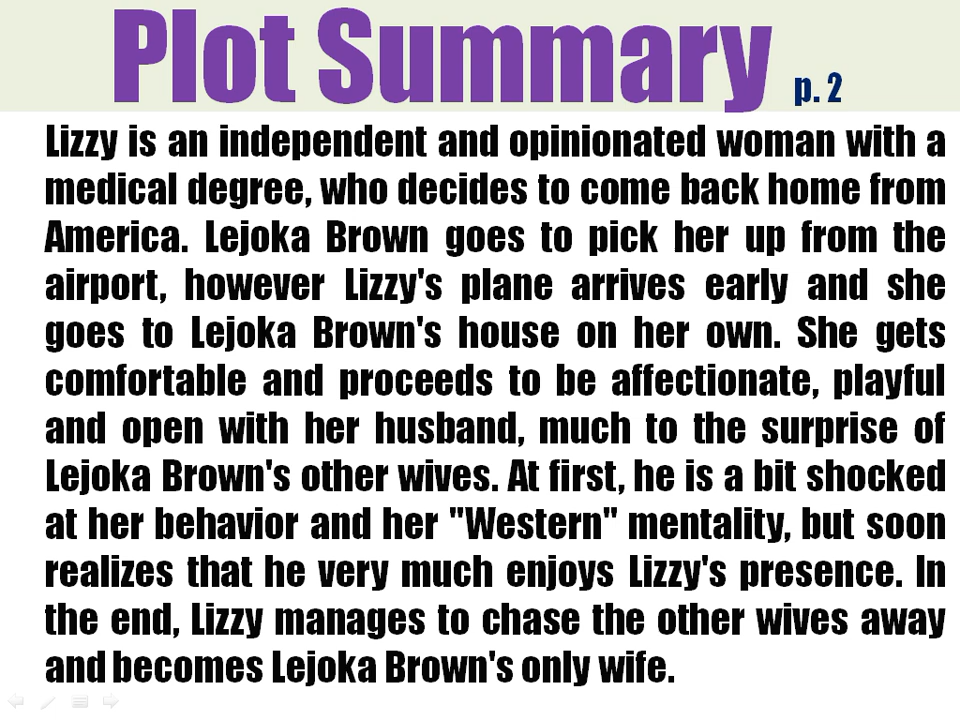 Plot Summary p. 2
Lizzy is an independent and opinionated woman with a
medical degree, who decides to come back home from
America. Lejoka Brown goes to pick her up from the
airport, however Lizzy's plane arrives early and she
goes to Lejoka Brown's house on her own. She gets
comfortable and proceeds to be affectionate, playful
and open with her husband, much to the surprise of
Lejoka Brown's other wives. At first, he is a bit shocked
at her behavior and her "Western" mentality, but soon
realizes that he very much enjoys Lizzy's presence. In
the end, Lizzy manages to chase the other wives away
and becomes Lejoka Brown's only wife.